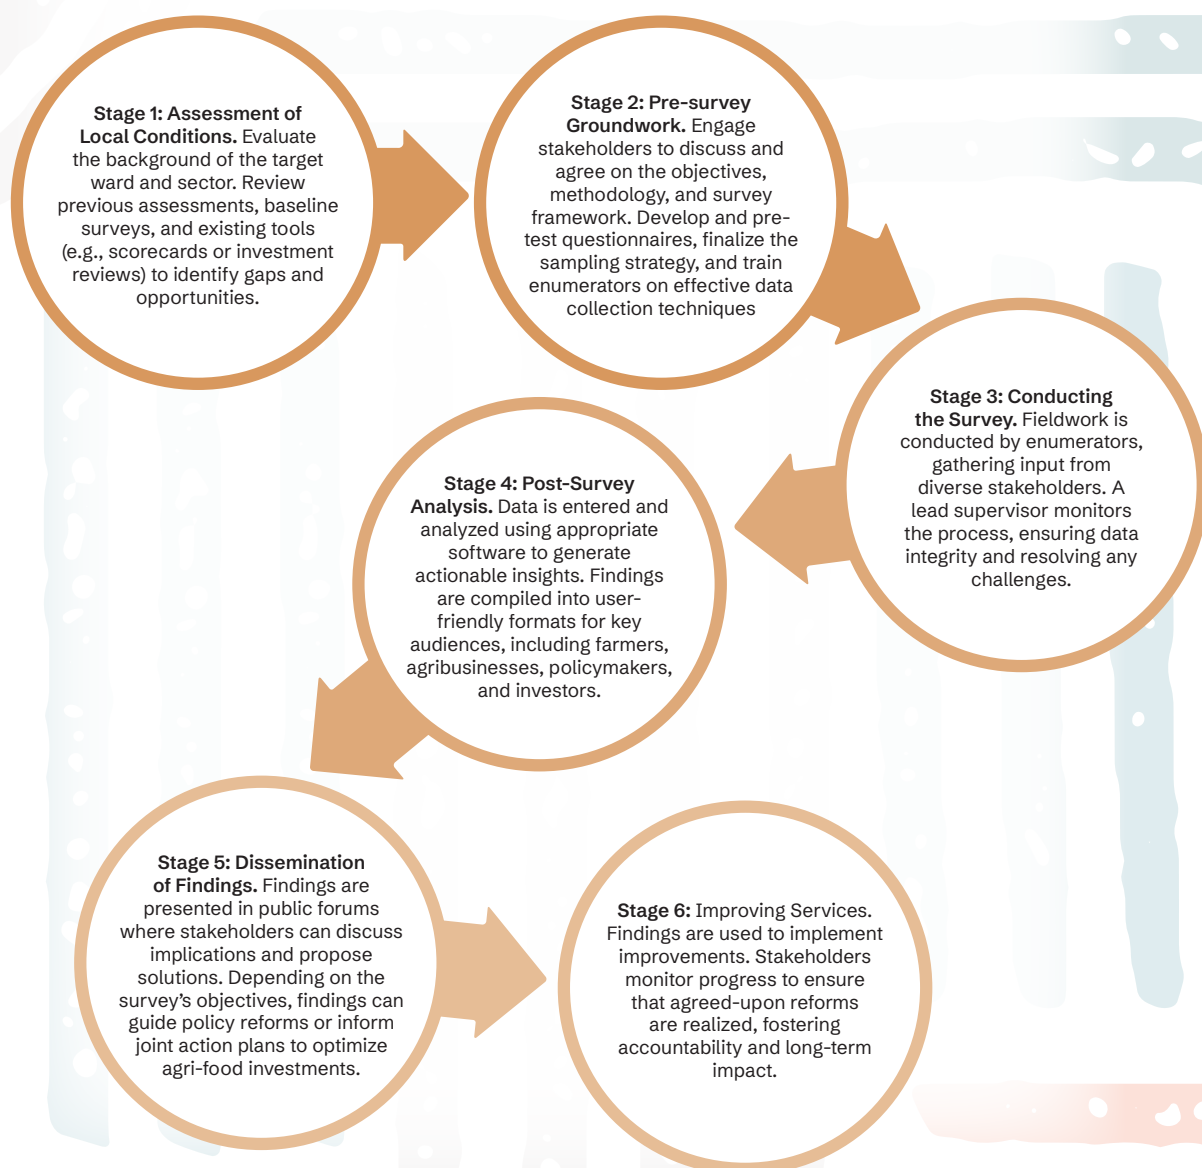 Stage 1: Assessment of
Local Conditions. Evaluate
the background of the target
ward and sector. Review
previous assessments, baseline
surveys, and existing tools
(e.g., scorecards or investment
reviews) to identify gaps and
opportunities.
Stage 2: Pre-survey
Groundwork. Engage
stakeholders to discuss and
agree on the objectives,
methodology, and survey
framework. Develop and pre-
test questionnaires, finalize the
sampling strategy, and train
enumerators on effective data
collection techniques
Stage 3: Conducting
the Survey. Fieldwork is
conducted by enumerators,
gathering input from
diverse stakeholders. A
lead supervisor monitors
the process, ensuring data
integrity and resolving any
challenges.
Stage 4: Post-Survey
Analysis. Data is entered and
analyzed using appropriate
software to generate
actionable insights. Findings
are compiled into user-
friendly formats for key
audiences, including farmers,
agribusinesses, policymakers,
and investors.
Stage 5: Dissemination
of Findings. Findings are
presented in public forums
where stakeholders can discuss
implications and propose
solutions. Depending on the
survey's objectives, findings can
guide policy reforms or inform
joint action plans to optimize
agri-food investments.
Stage 6: Improving Services.
Findings are used to implement
improvements. Stakeholders
monitor progress to ensure
that agreed-upon reforms
are realized, fostering
accountability and long-term
impact.